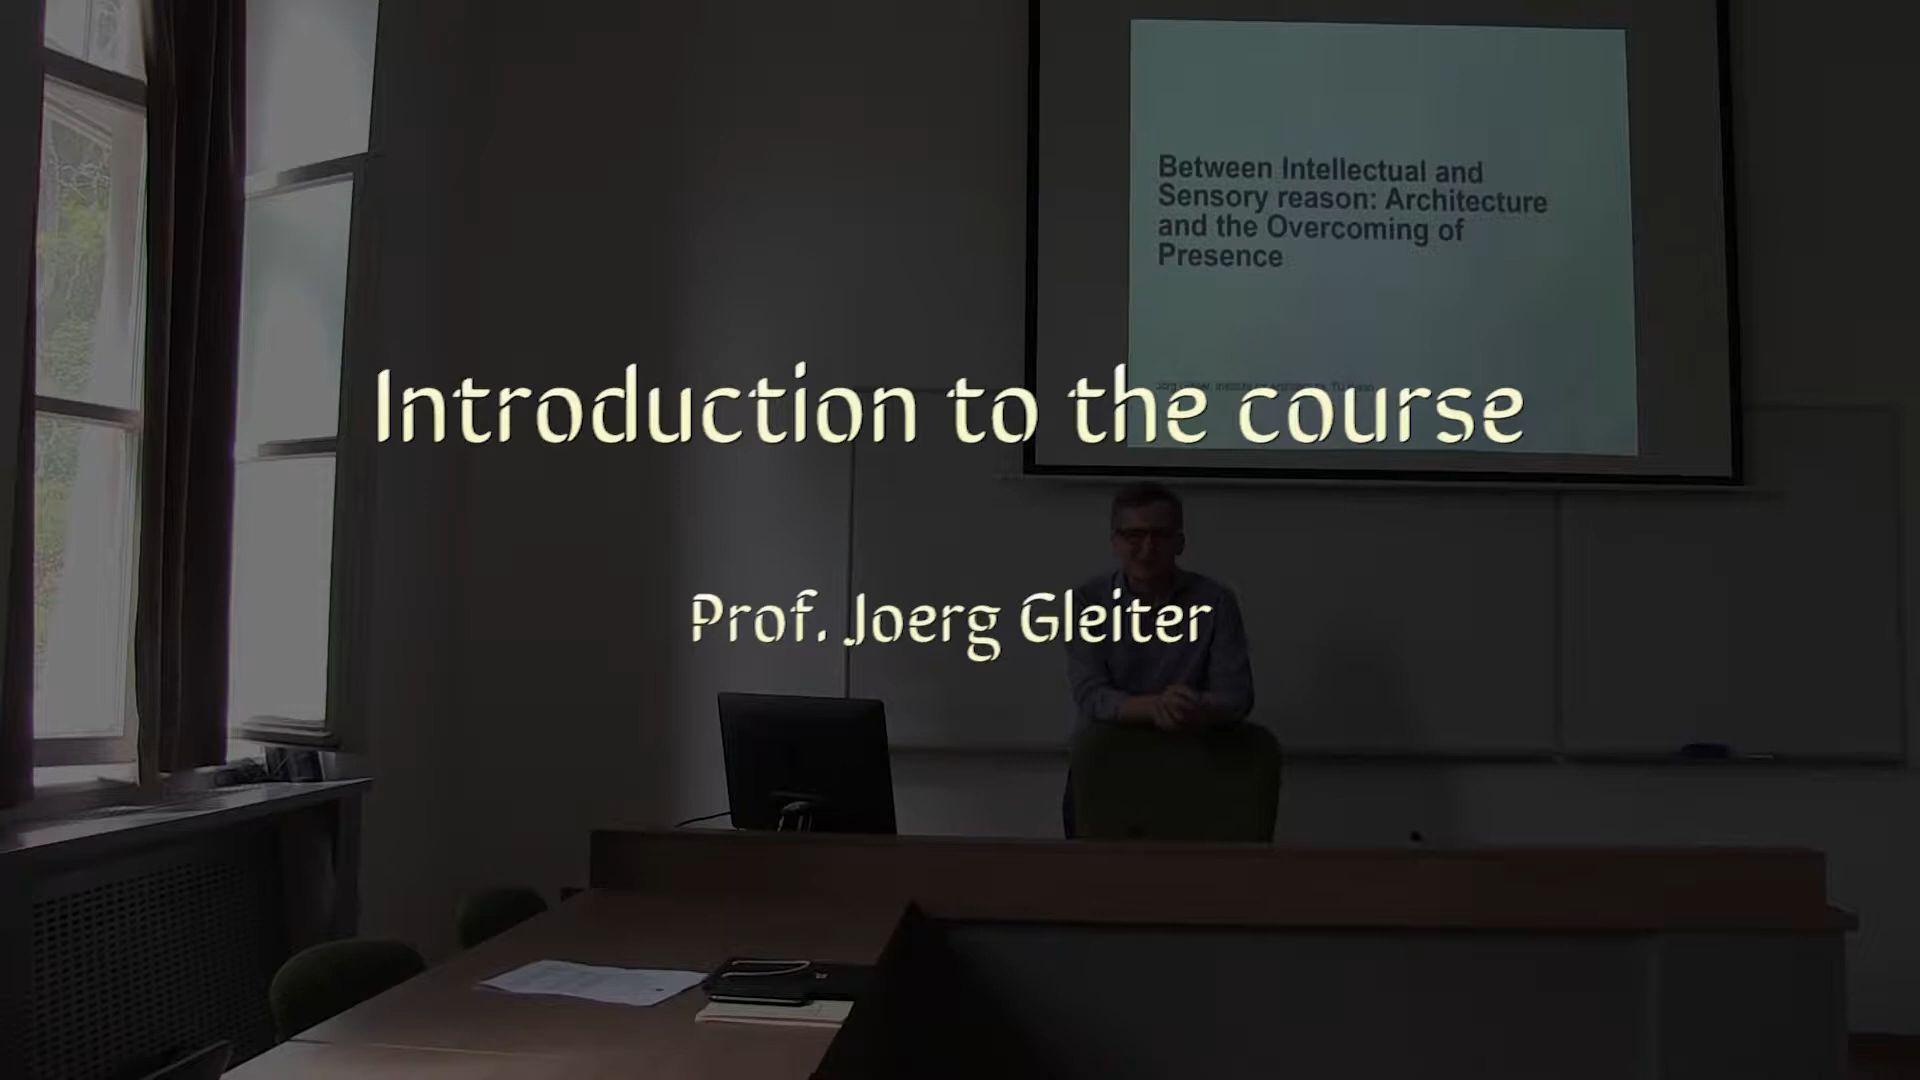 Between Intellectual and
Sensory reason: Architecture
and the Overcoming of
Presence
Introduction to the course
Prof. Joerg Gleiter